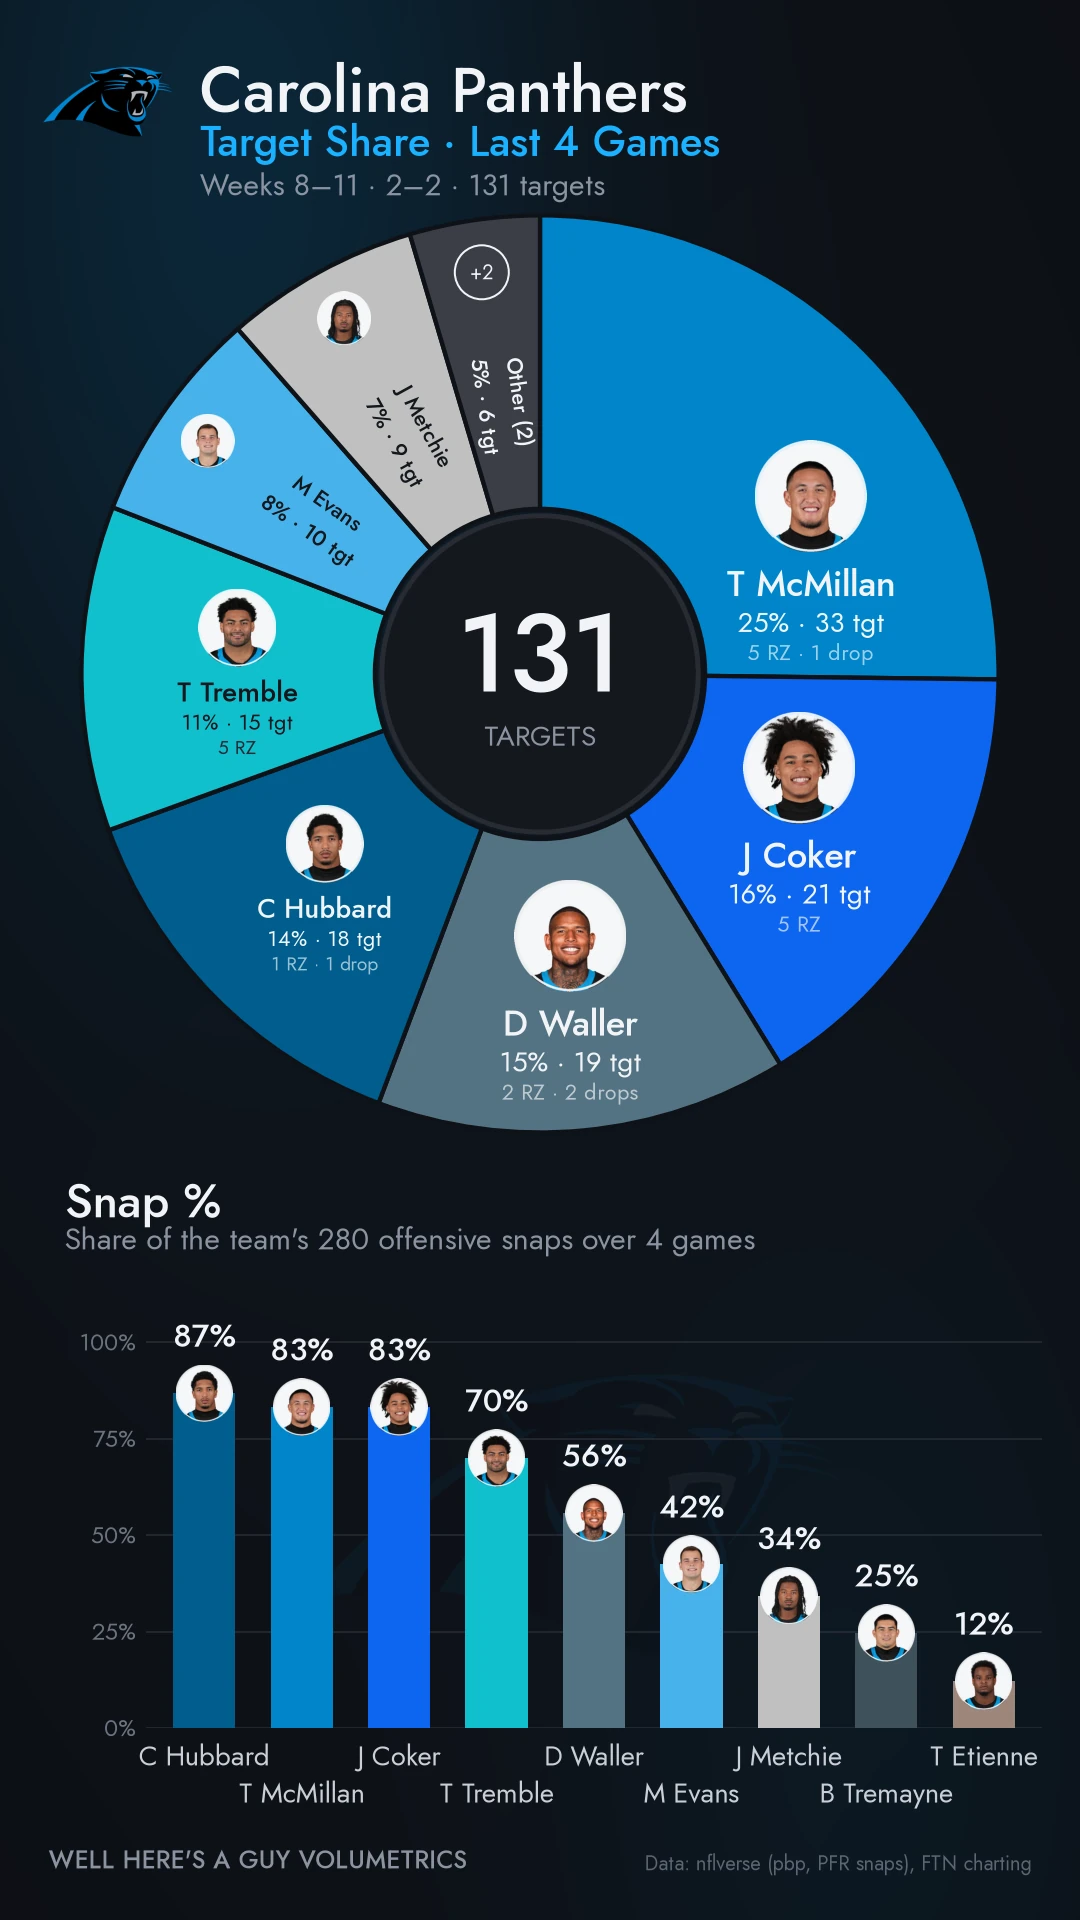 Carolina Panthers
Target Share · Last 4 Games
Weeks 8–11 · 2–2 · 131 targets
+2
Other (2)
5% · 6 tgt
J Metchie
7% · 9 tgt
M Evans
8% · 10 tgt
T McMillan
25% · 33 tgt
5 RZ · 1 drop
T Tremble
11% · 15 tgt
5 RZ
131
TARGETS
J Coker
16% · 21 tgt
5 RZ
C Hubbard
14% · 18 tgt
1 RZ · 1 drop
D Waller
15% · 19 tgt
2 RZ · 2 drops
Snap %
Share of the team's 280 offensive snaps over 4 games
100%
75%
50%
25%
0%
87%
83%
83%
70%
56%
42%
34%
25%
12%
C Hubbard
T McMillan
J Coker
T Tremble
D Waller
M Evans
J Metchie
B Tremayne
T Etienne
WELL HERE'S A GUY VOLUMETRICS
Data: nflverse (pbp, PFR snaps), FTN charting